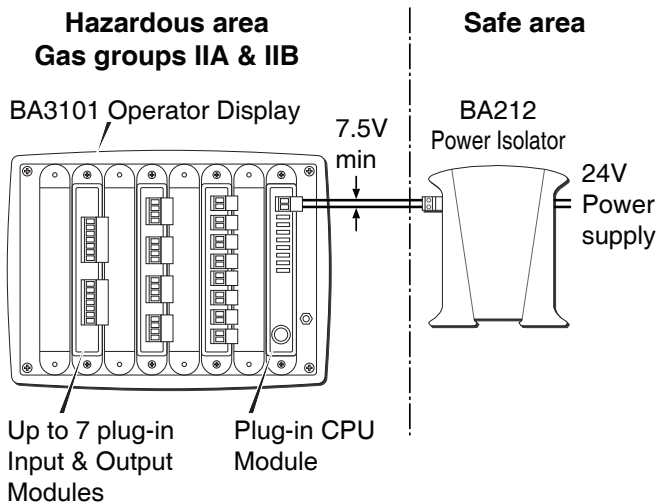 Hazardous area
Gas groups IIA & IIB
Safe area
BA3101 Operator Display
7.5V
min
BA212
Power Isolator
24V
Power
supply
Up to 7 plug-in
Input & Output
Modules
Plug-in CPU
Module